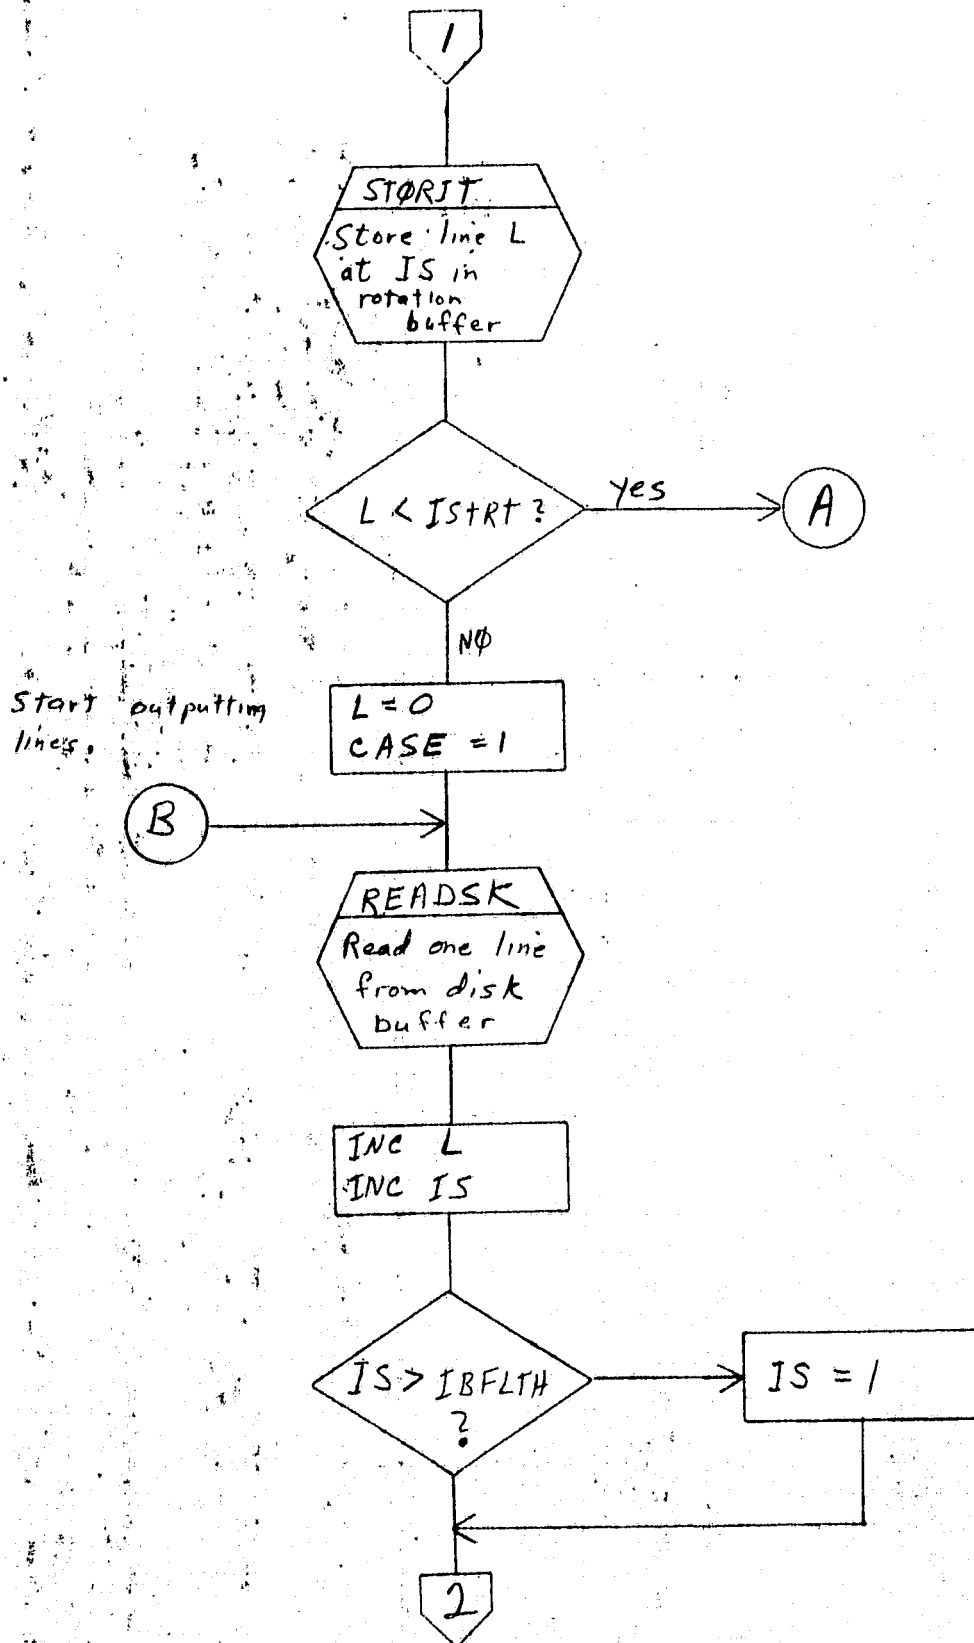 1
STØRIT
Store line L
at IS in
rotation
buffer
L < ISTRT ?
yes
A
NØ
L = 0
CASE = 1
Start outputting
lines.
B
READSK
Read one line
from disk
buffer
INC L
INC IS
IS > IBFLTH
?
IS = 1
2